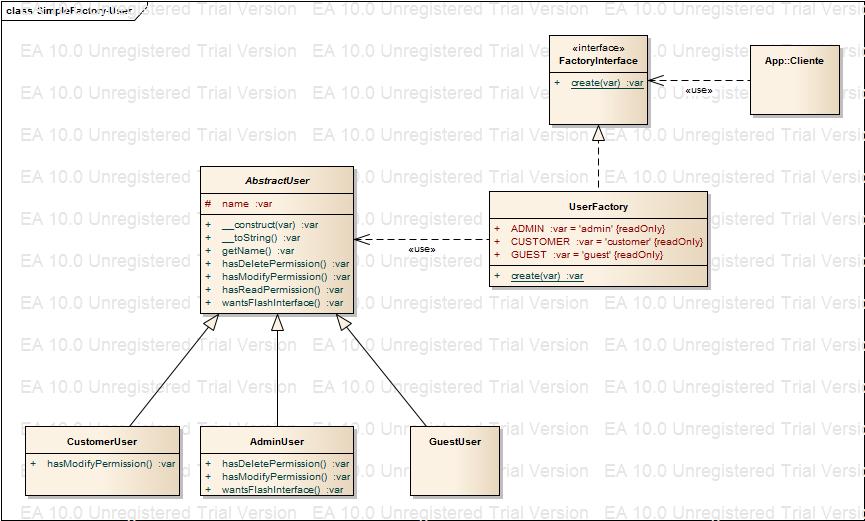 class SimpleFactory-User
EA 10.0 Unregistered Trial Version
«interface»
FactoryInterface
+ create(var) :var
App::Cliente
«use»
AbstractUser
# name :var
+ __construct(var) :var
+ __toString() :var
+ getName() :var
+ hasDeletePermission() :var
+ hasModifyPermission() :var
+ hasReadPermission() :var
+ wantsFlashInterface() :var
«use»
UserFactory
+ ADMIN :var = 'admin' {readOnly}
+ CUSTOMER :var = 'customer' {readOnly}
+ GUEST :var = 'guest' {readOnly}
+ create(var) :var
CustomerUser
+ hasModifyPermission() :var
AdminUser
+ hasDeletePermission() :var
+ hasModifyPermission() :var
+ wantsFlashInterface() :var
GuestUser